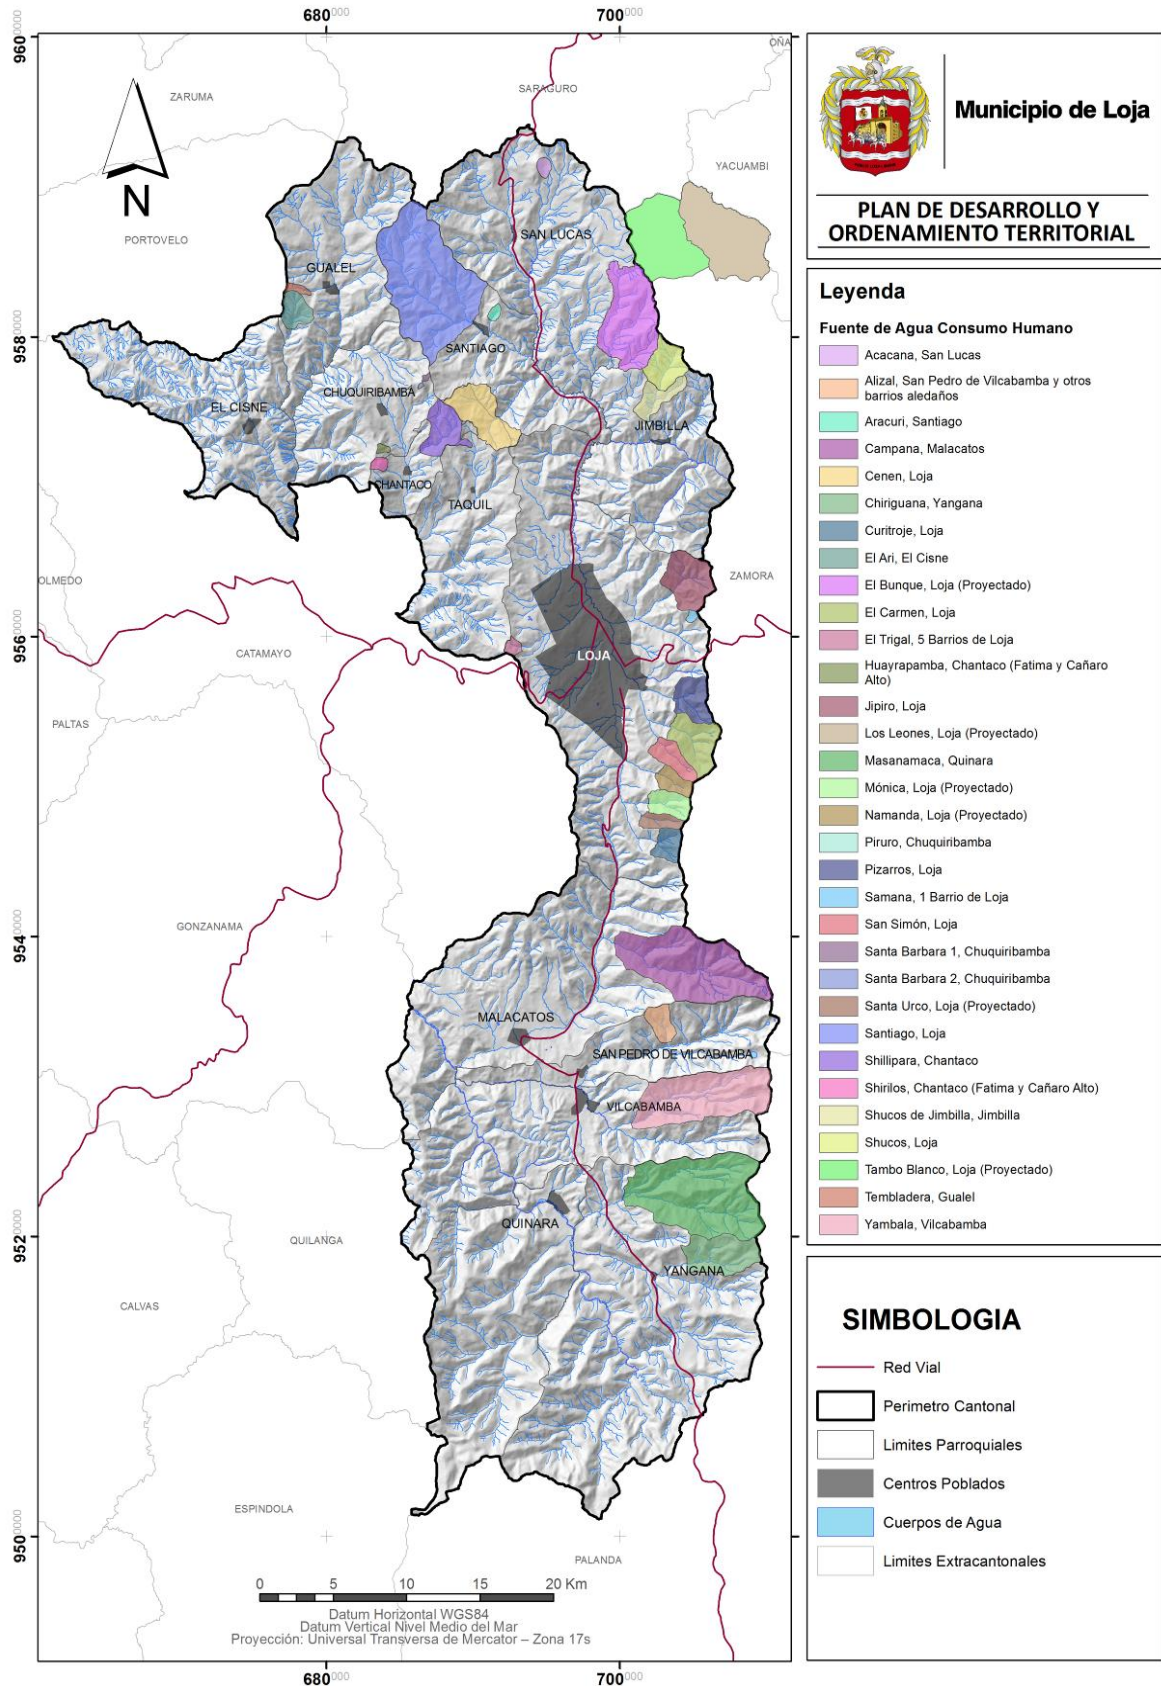 680000
700000
9600000
9580000
9560000
9540000
9520000
9500000
680000
700000
N
ZARUMA
SARAGURO
OÑA
YACUAMBI
PORTOVELO
SAN LUCAS
GUALEL
SANTIAGO
CHUQUIRIBAMBA
EL CISNE
JIMBILLA
CHANTACO
TAQUIL
OLMEDO
ZAMORA
CATAMAYO
LOJA
PALTAS
GONZANAMA
MALACATOS
SAN PEDRO DE VILCABAMBA
VILCABAMBA
QUINARA
QUILANGA
YANGANA
CALVAS
ESPINDOLA
PALANDA
0 5 10 15 20 Km
Datum Horizontal WGS84
Datum Vertical Nivel Medio del Mar
Proyección: Universal Transversa de Mercator – Zona 17s
Municipio de Loja
PLAN DE DESARROLLO Y
ORDENAMIENTO TERRITORIAL
Leyenda
Fuente de Agua Consumo Humano
Acacana, San Lucas
Alizal, San Pedro de Vilcabamba y otros
barrios aledaños
Aracuri, Santiago
Campana, Malacatos
Cenen, Loja
Chiriguana, Yangana
Curitroje, Loja
El Ari, El Cisne
El Bunque, Loja (Proyectado)
El Carmen, Loja
El Trigal, 5 Barrios de Loja
Huayrapamba, Chantaco (Fatima y Cañaro
Alto)
Jipiro, Loja
Los Leones, Loja (Proyectado)
Masanamaca, Quinara
Mónica, Loja (Proyectado)
Namanda, Loja (Proyectado)
Piruro, Chuquiribamba
Pizarros, Loja
Samana, 1 Barrio de Loja
San Simón, Loja
Santa Barbara 1, Chuquiribamba
Santa Barbara 2, Chuquiribamba
Santa Urco, Loja (Proyectado)
Santiago, Loja
Shillipara, Chantaco
Shirilos, Chantaco (Fatima y Cañaro Alto)
Shucos de Jimbilla, Jimbilla
Shucos, Loja
Tambo Blanco, Loja (Proyectado)
Tembladera, Gualel
Yambala, Vilcabamba
SIMBOLOGIA
Red Vial
Perimetro Cantonal
Limites Parroquiales
Centros Poblados
Cuerpos de Agua
Limites Extracantonales